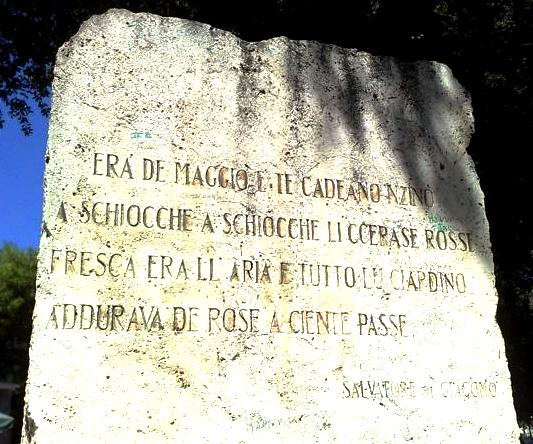 ERA DE MAGGIO E TE CADEANO NZINO
A SCHIOCCHE A SCHIOCCHE LI CCERASE ROSSE
FRESCA ERA LL'ARIA E TUTTO LU CIARDINO
ADDURAVA DE ROSE A CIENTE PASSE
SALVATORE DI GIACOMO